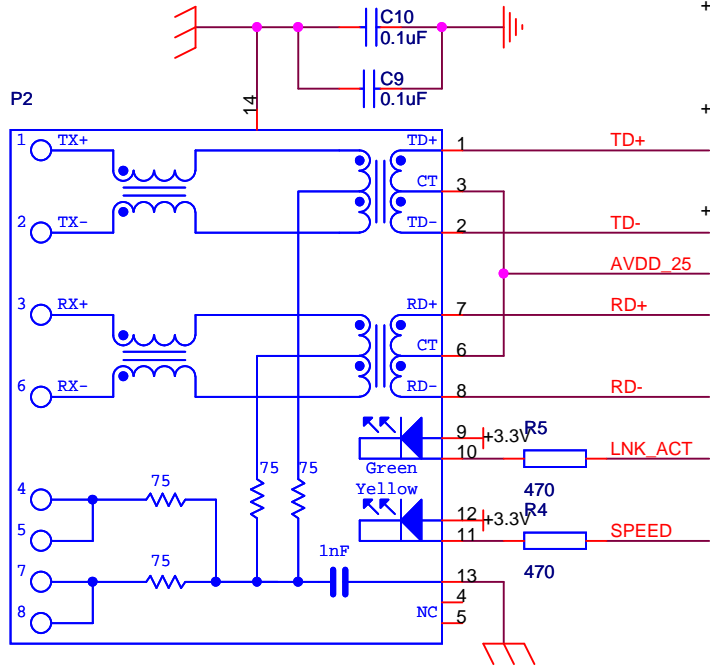 C10
0.1uF
C9
0.1uF
P2
14
1 TX+ TD+ 1 TD+
CT 3
2 TX- TD- 2 TD-
AVDD_25
3 RX+ RD+ 7 RD+
CT 6
6 RX- RD- 8 RD-
9 +3.3V R5
10 LNK_ACT
Green
75 75
Yellow 470
4 75 12 +3.3V R4
5 11 SPEED
1nF
7 75 13 470
8 NC 4
5